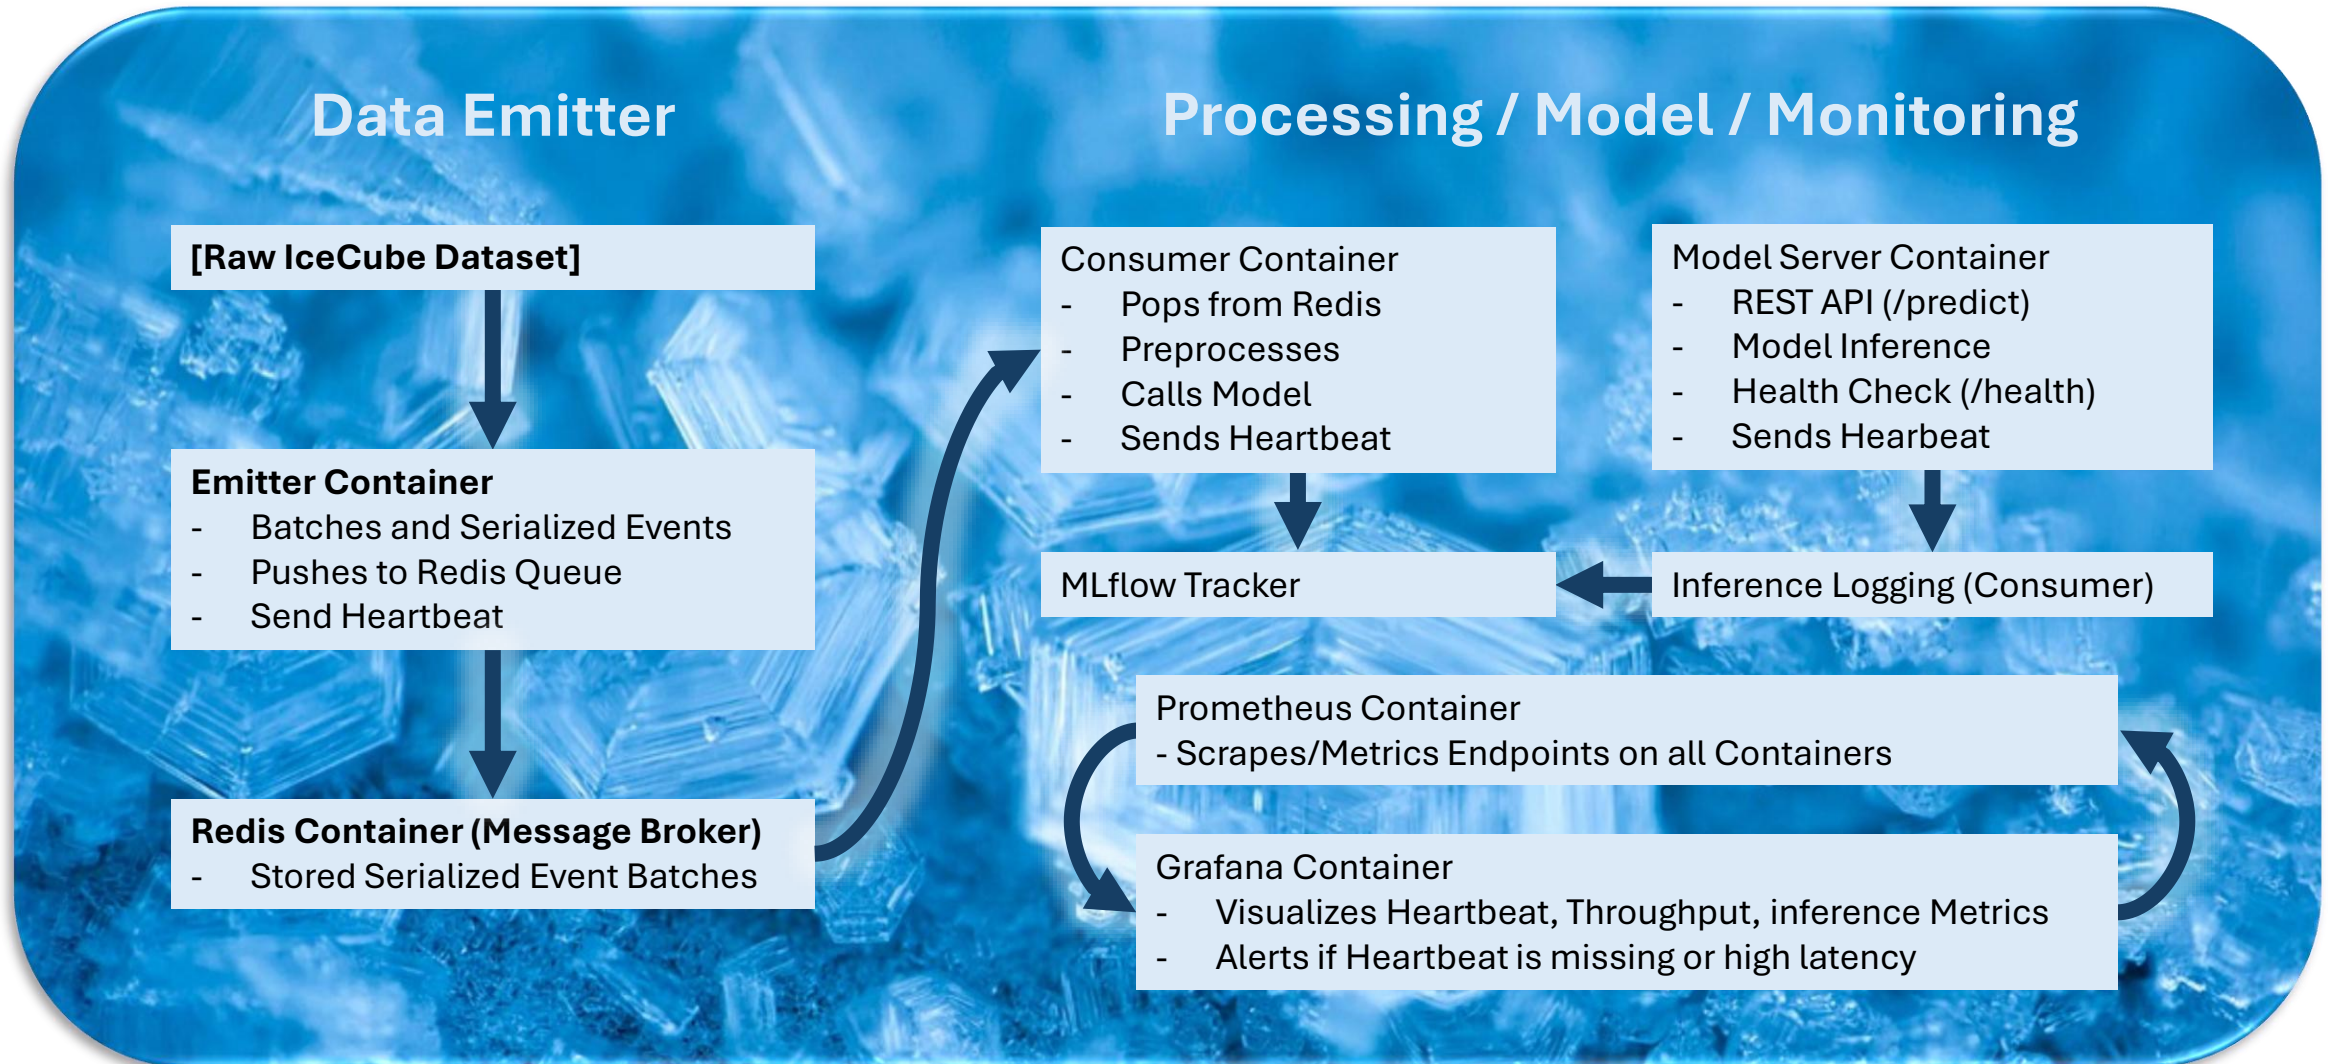 Data Emitter
[Raw IceCube Dataset]
Emitter Container
- Batches and Serialized Events
- Pushes to Redis Queue
- Send Heartbeat
Redis Container (Message Broker)
- Stored Serialized Event Batches
Processing / Model / Monitoring
Consumer Container
- Pops from Redis
- Preprocesses
- Calls Model
- Sends Heartbeat
Model Server Container
- REST API (/predict)
- Model Inference
- Health Check (/health)
- Sends Hearbeat
MLflow Tracker
Inference Logging (Consumer)
Prometheus Container
- Scrapes/Metrics Endpoints on all Containers
Grafana Container
- Visualizes Heartbeat, Throughput, inference Metrics
- Alerts if Heartbeat is missing or high latency